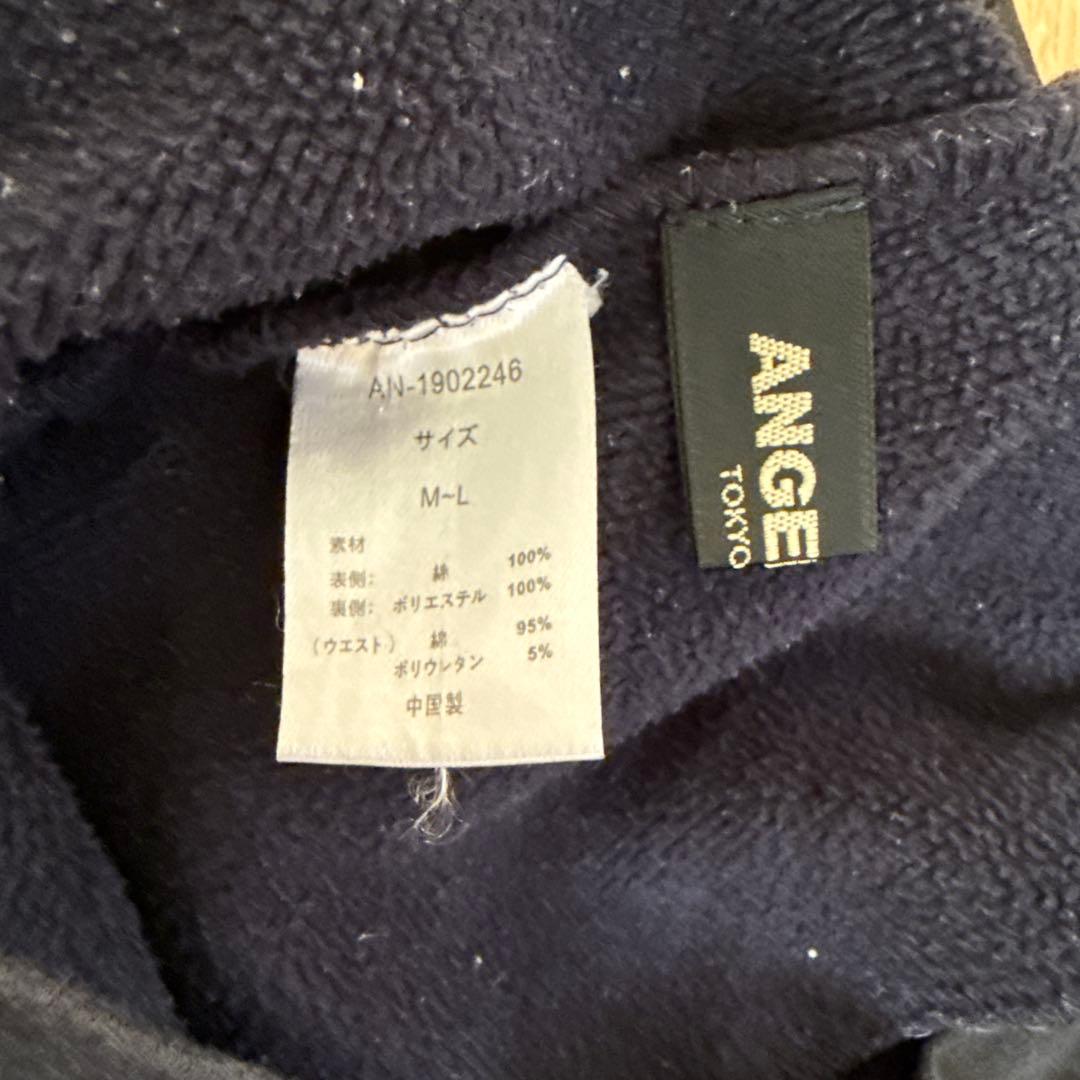 AN-1902246
サイズ
M~L
素材
表側: 綿 100%
裏側: ポリエステル 100%
(ウエスト) 綿 95%
ポリウレタン 5%
中国製
ANGE
TOKYO